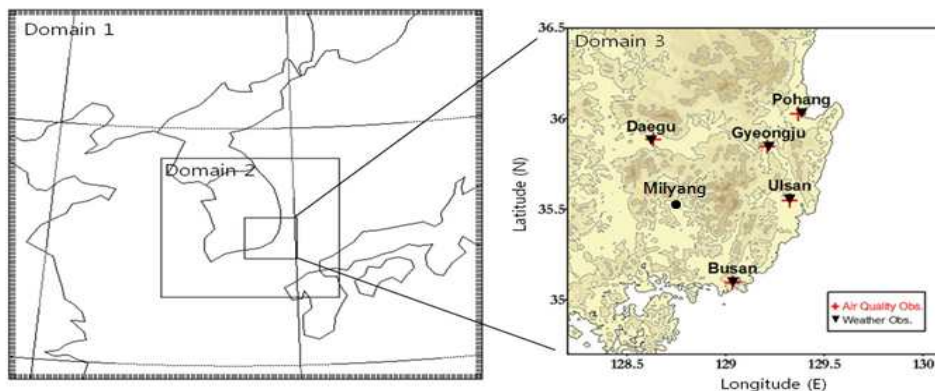 Domain 1
Domain 2
Domain 3
36.5
36
35.5
35
Latitude (N)
Pohang
Daegu
Gyeongju
Milyang
Ulsan
Busan
Air Quality Obs.
Weather Obs.
128.5
129
129.5
130
Longitude (E)